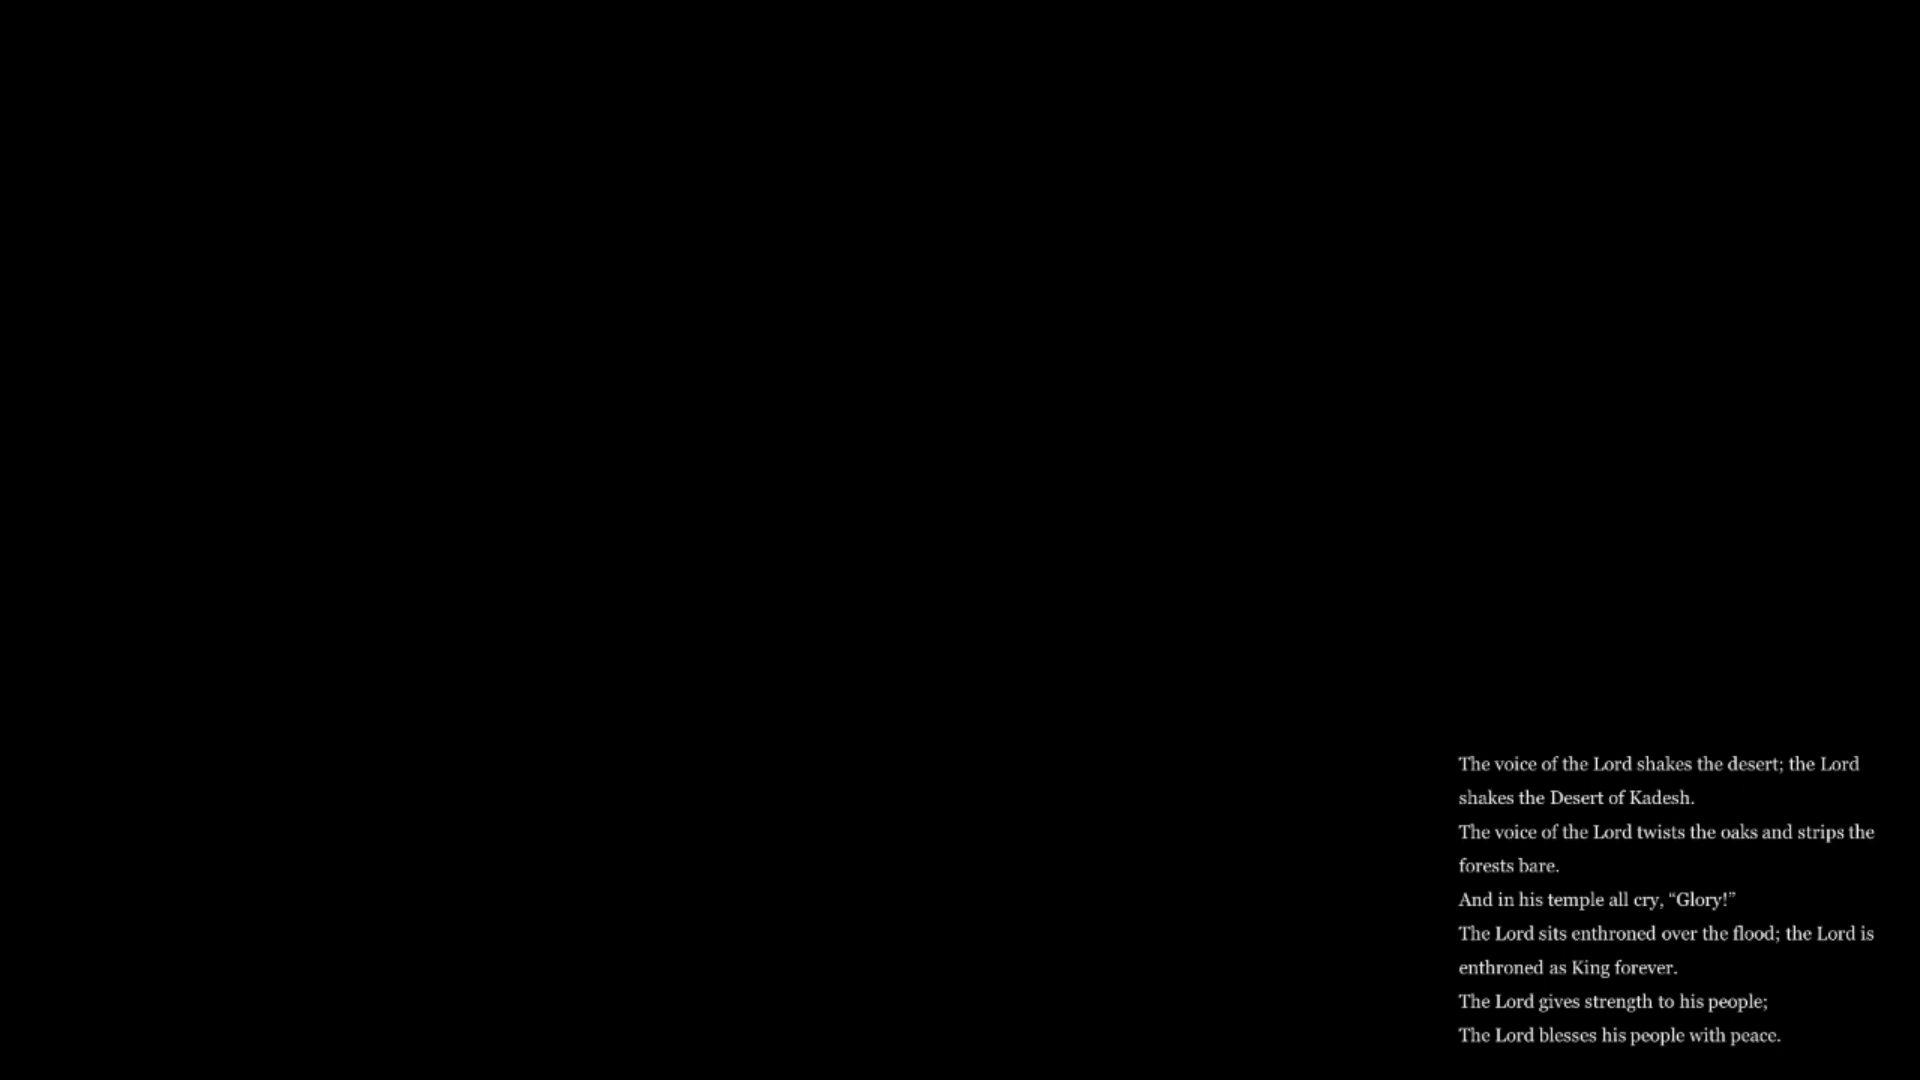 The voice of the Lord shakes the desert; the Lord
shakes the Desert of Kadesh.
The voice of the Lord twists the oaks and strips the
forests bare.
And in his temple all cry, “Glory!”
The Lord sits enthroned over the flood; the Lord is
enthroned as King forever.
The Lord gives strength to his people;
The Lord blesses his people with peace.